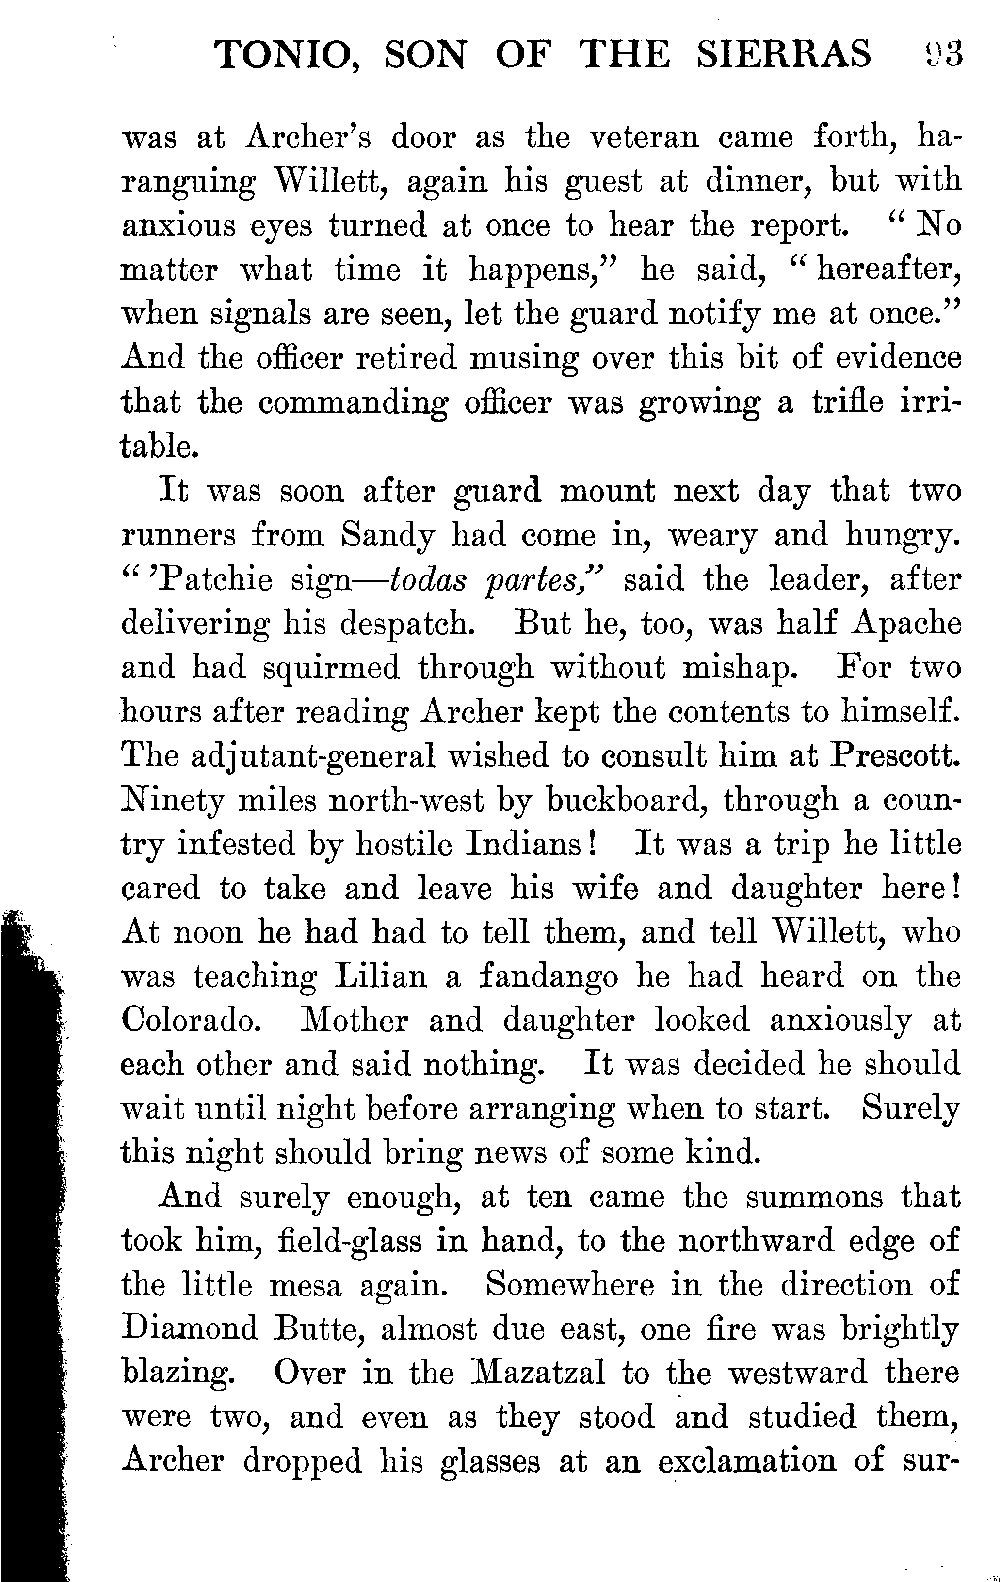 TONIO, SON OF THE SIERRAS 93
was at Archer's door as the veteran came forth, ha-
ranguing Willett, again his guest at dinner, but with
anxious eyes turned at once to hear the report. "No
matter what time it happens," he said, "hereafter,
when signals are seen, let the guard notify me at once."
And the officer retired musing over this bit of evidence
that the commanding officer was growing a trifle irri-
table.
It was soon after guard mount next day that two
runners from Sandy had come in, weary and hungry.
"'Patchie sign—todas partes," said the leader, after
delivering his despatch. But he, too, was half Apache
and had squirmed through without mishap. For two
hours after reading Archer kept the contents to himself.
The adjutant-general wished to consult him at Prescott.
Ninety miles north-west by buckboard, through a coun-
try infested by hostile Indians! It was a trip he little
cared to take and leave his wife and daughter here!
At noon he had had to tell them, and tell Willett, who
was teaching Lilian a fandango he had heard on the
Colorado. Mother and daughter looked anxiously at
each other and said nothing. It was decided he should
wait until night before arranging when to start. Surely
this night should bring news of some kind.
And surely enough, at ten came the summons that
took him, field-glass in hand, to the northward edge of
the little mesa again. Somewhere in the direction of
Diamond Butte, almost due east, one fire was brightly
blazing. Over in the Mazatzal to the westward there
were two, and even as they stood and studied them,
Archer dropped his glasses at an exclamation of sur-